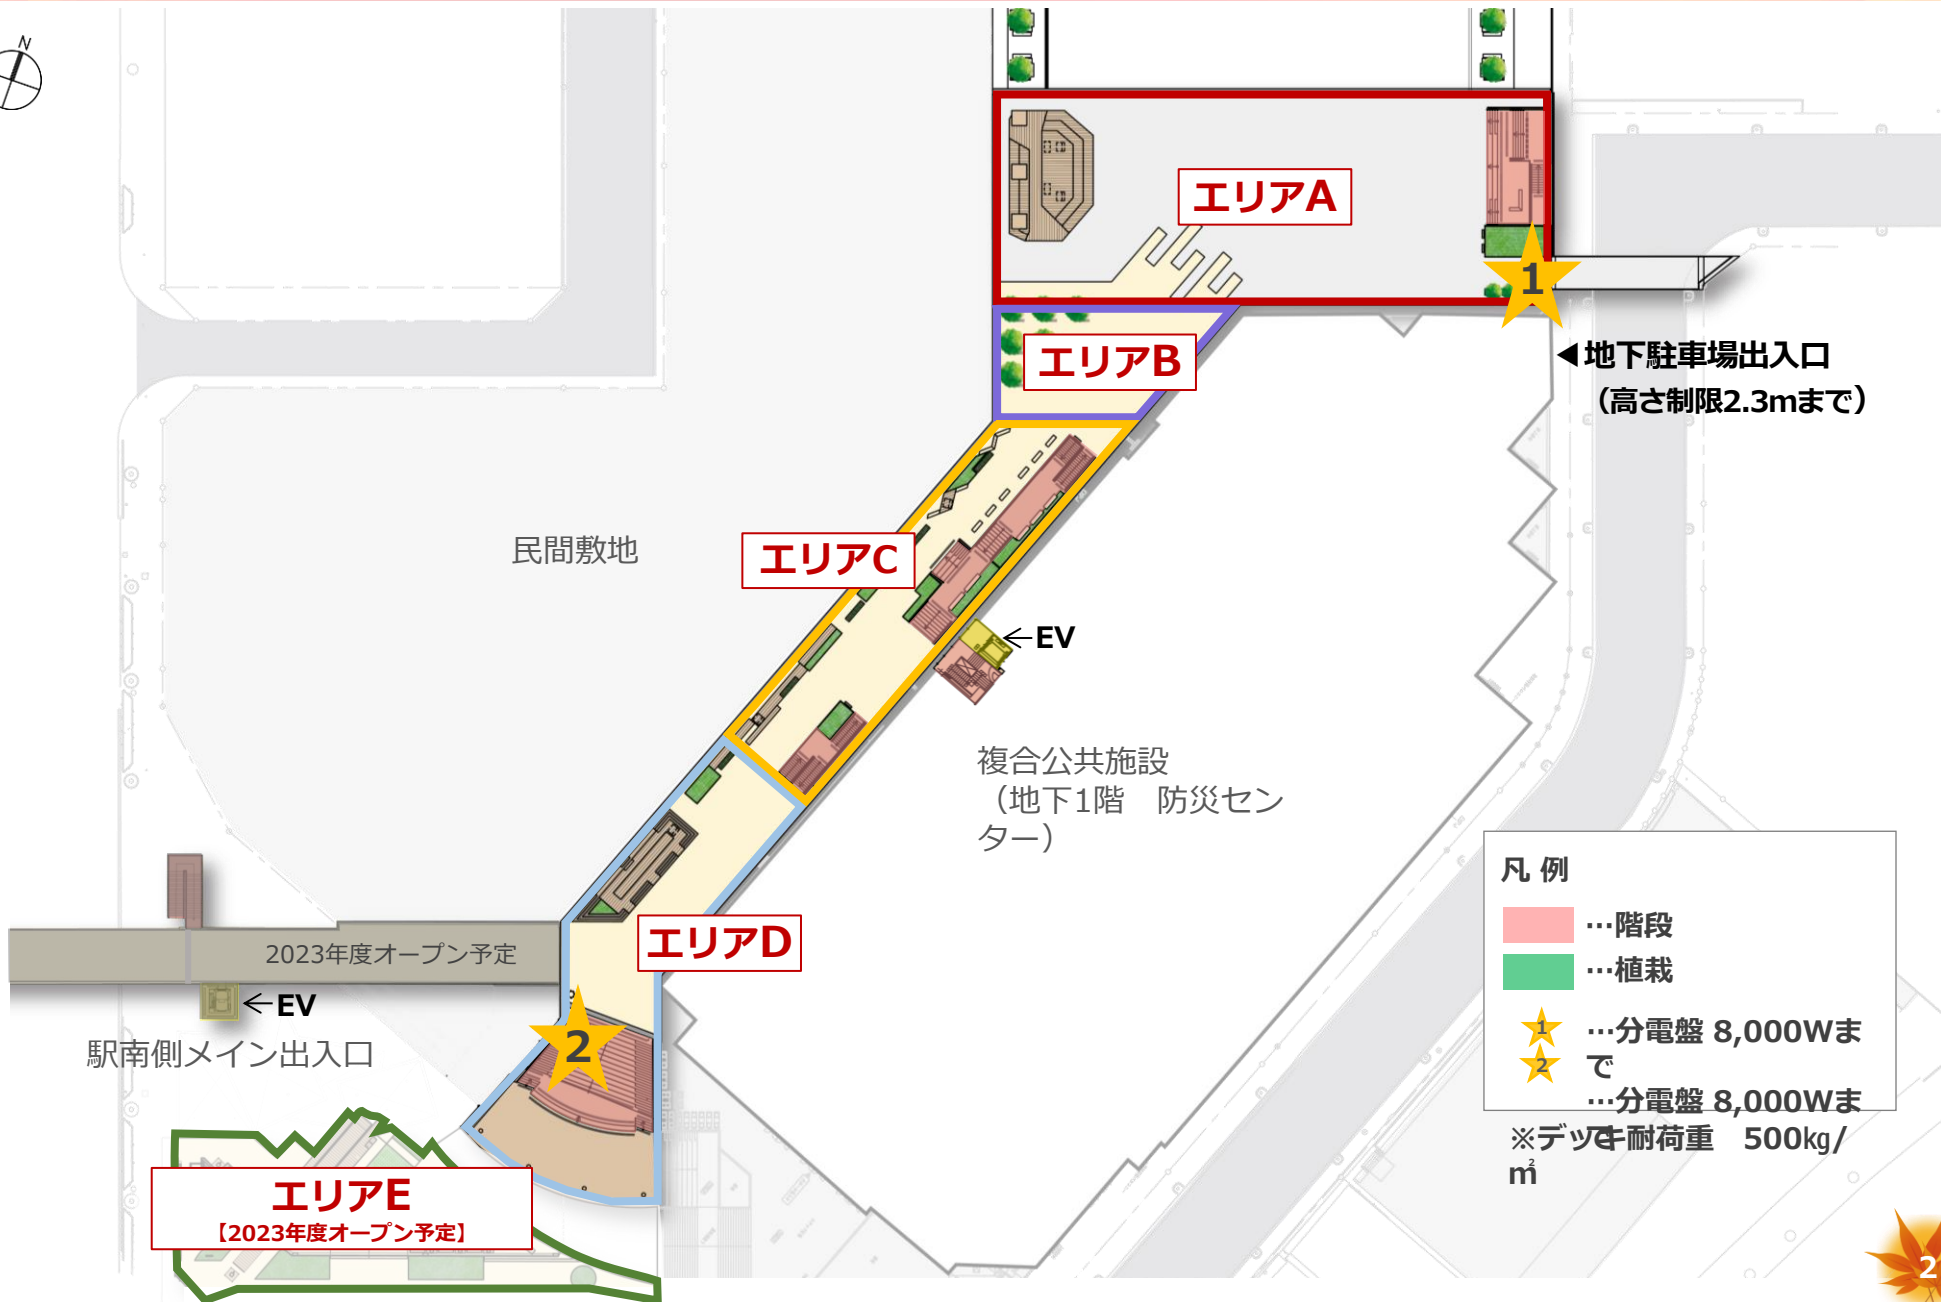 N
エリアA
1
エリアB
◀地下駐車場出入口
（高さ制限2.3mまで）
民間敷地
エリアC
←EV
複合公共施設
（地下1階　防災セン
ター）
凡 例
…階段
…植栽
1 …分電盤 8,000Wま
2 で
…分電盤 8,000Wま
で
※デッキ耐荷重　500㎏/
㎡
エリアD
2023年度オープン予定
←EV
2
駅南側メイン出入口
エリアE
【2023年度オープン予定】
2